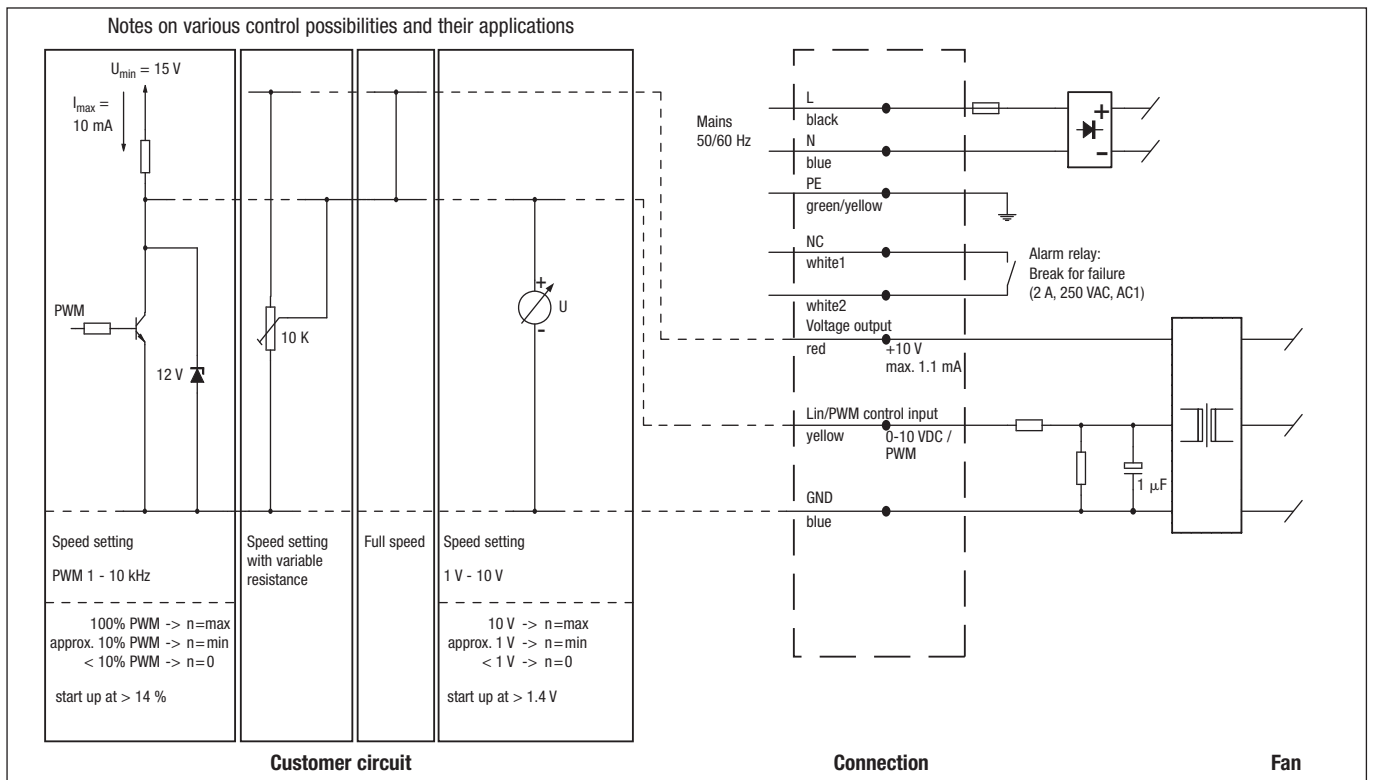 Notes on various control possibilities and their applications
Umin = 15 V
Imax =
10 mA
PWM
12 V
10 K
+
U
-
Speed setting
PWM 1 - 10 kHz
100% PWM -> n=max
approx. 10% PWM -> n=min
< 10% PWM -> n=0
start up at > 14 %
Speed setting
with variable
resistance
Full speed
Speed setting
1 V - 10 V
10 V -> n=max
approx. 1 V -> n=min
< 1 V -> n=0
start up at > 1.4 V
Customer circuit
Mains
50/60 Hz
L
black
N
blue
PE
green/yellow
NC
white1
white2
Voltage output
red
+10 V
max. 1.1 mA
Lin/PWM control input
yellow
0-10 VDC /
PWM
GND
blue
Connection
+
-
Alarm relay:
Break for failure
(2 A, 250 VAC, AC1)
1 µF
Fan